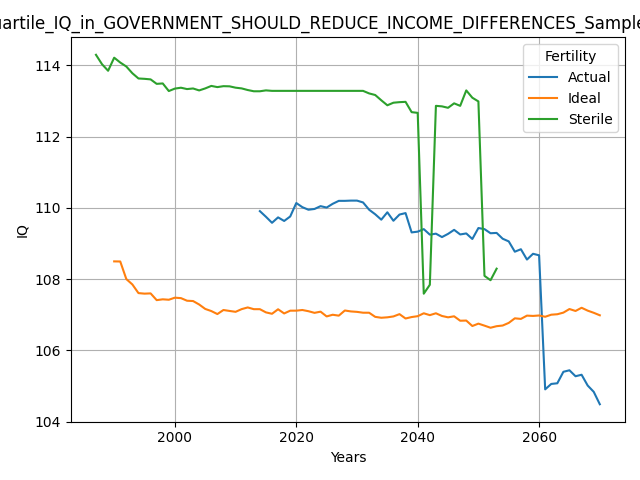 uartile_IQ_in_GOVERNMENT_SHOULD_REDUCE_INCOME_DIFFERENCES_Sample
Fertility
Actual
Ideal
Sterile
114
112
110
108
106
104
IQ
2000
2020
2040
2060
Years